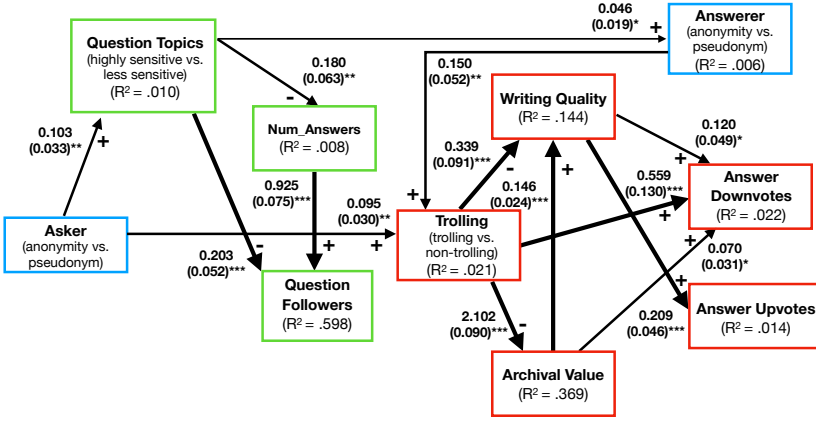 Question Topics
(highly sensitive vs.
less sensitive)
(R² = .010)
0.046
(0.019)*
+
Answerer
(anonymity vs.
pseudonym)
(R² = .006)
0.180
(0.063)**
-
0.150
(0.052)**
+
Writing Quality
(R² = .144)
Num_Answers
(R² = .008)
0.103
(0.033)**
+
0.339
(0.091)***
-
0.120
(0.049)*
+
0.925
(0.075)***
+
0.095
(0.030)**
+
0.146
(0.024)***
+
0.559
(0.130)***
+
Answer
Downvotes
(R² = .022)
Asker
(anonymity vs.
pseudonym)
Trolling
(trolling vs.
non-trolling)
(R² = .021)
0.203
(0.052)***
-
Question
Followers
(R² = .598)
0.070
(0.031)*
+
2.102
(0.090)***
-
0.209
(0.046)***
+
Answer Upvotes
(R² = .014)
Archival Value
(R² = .369)